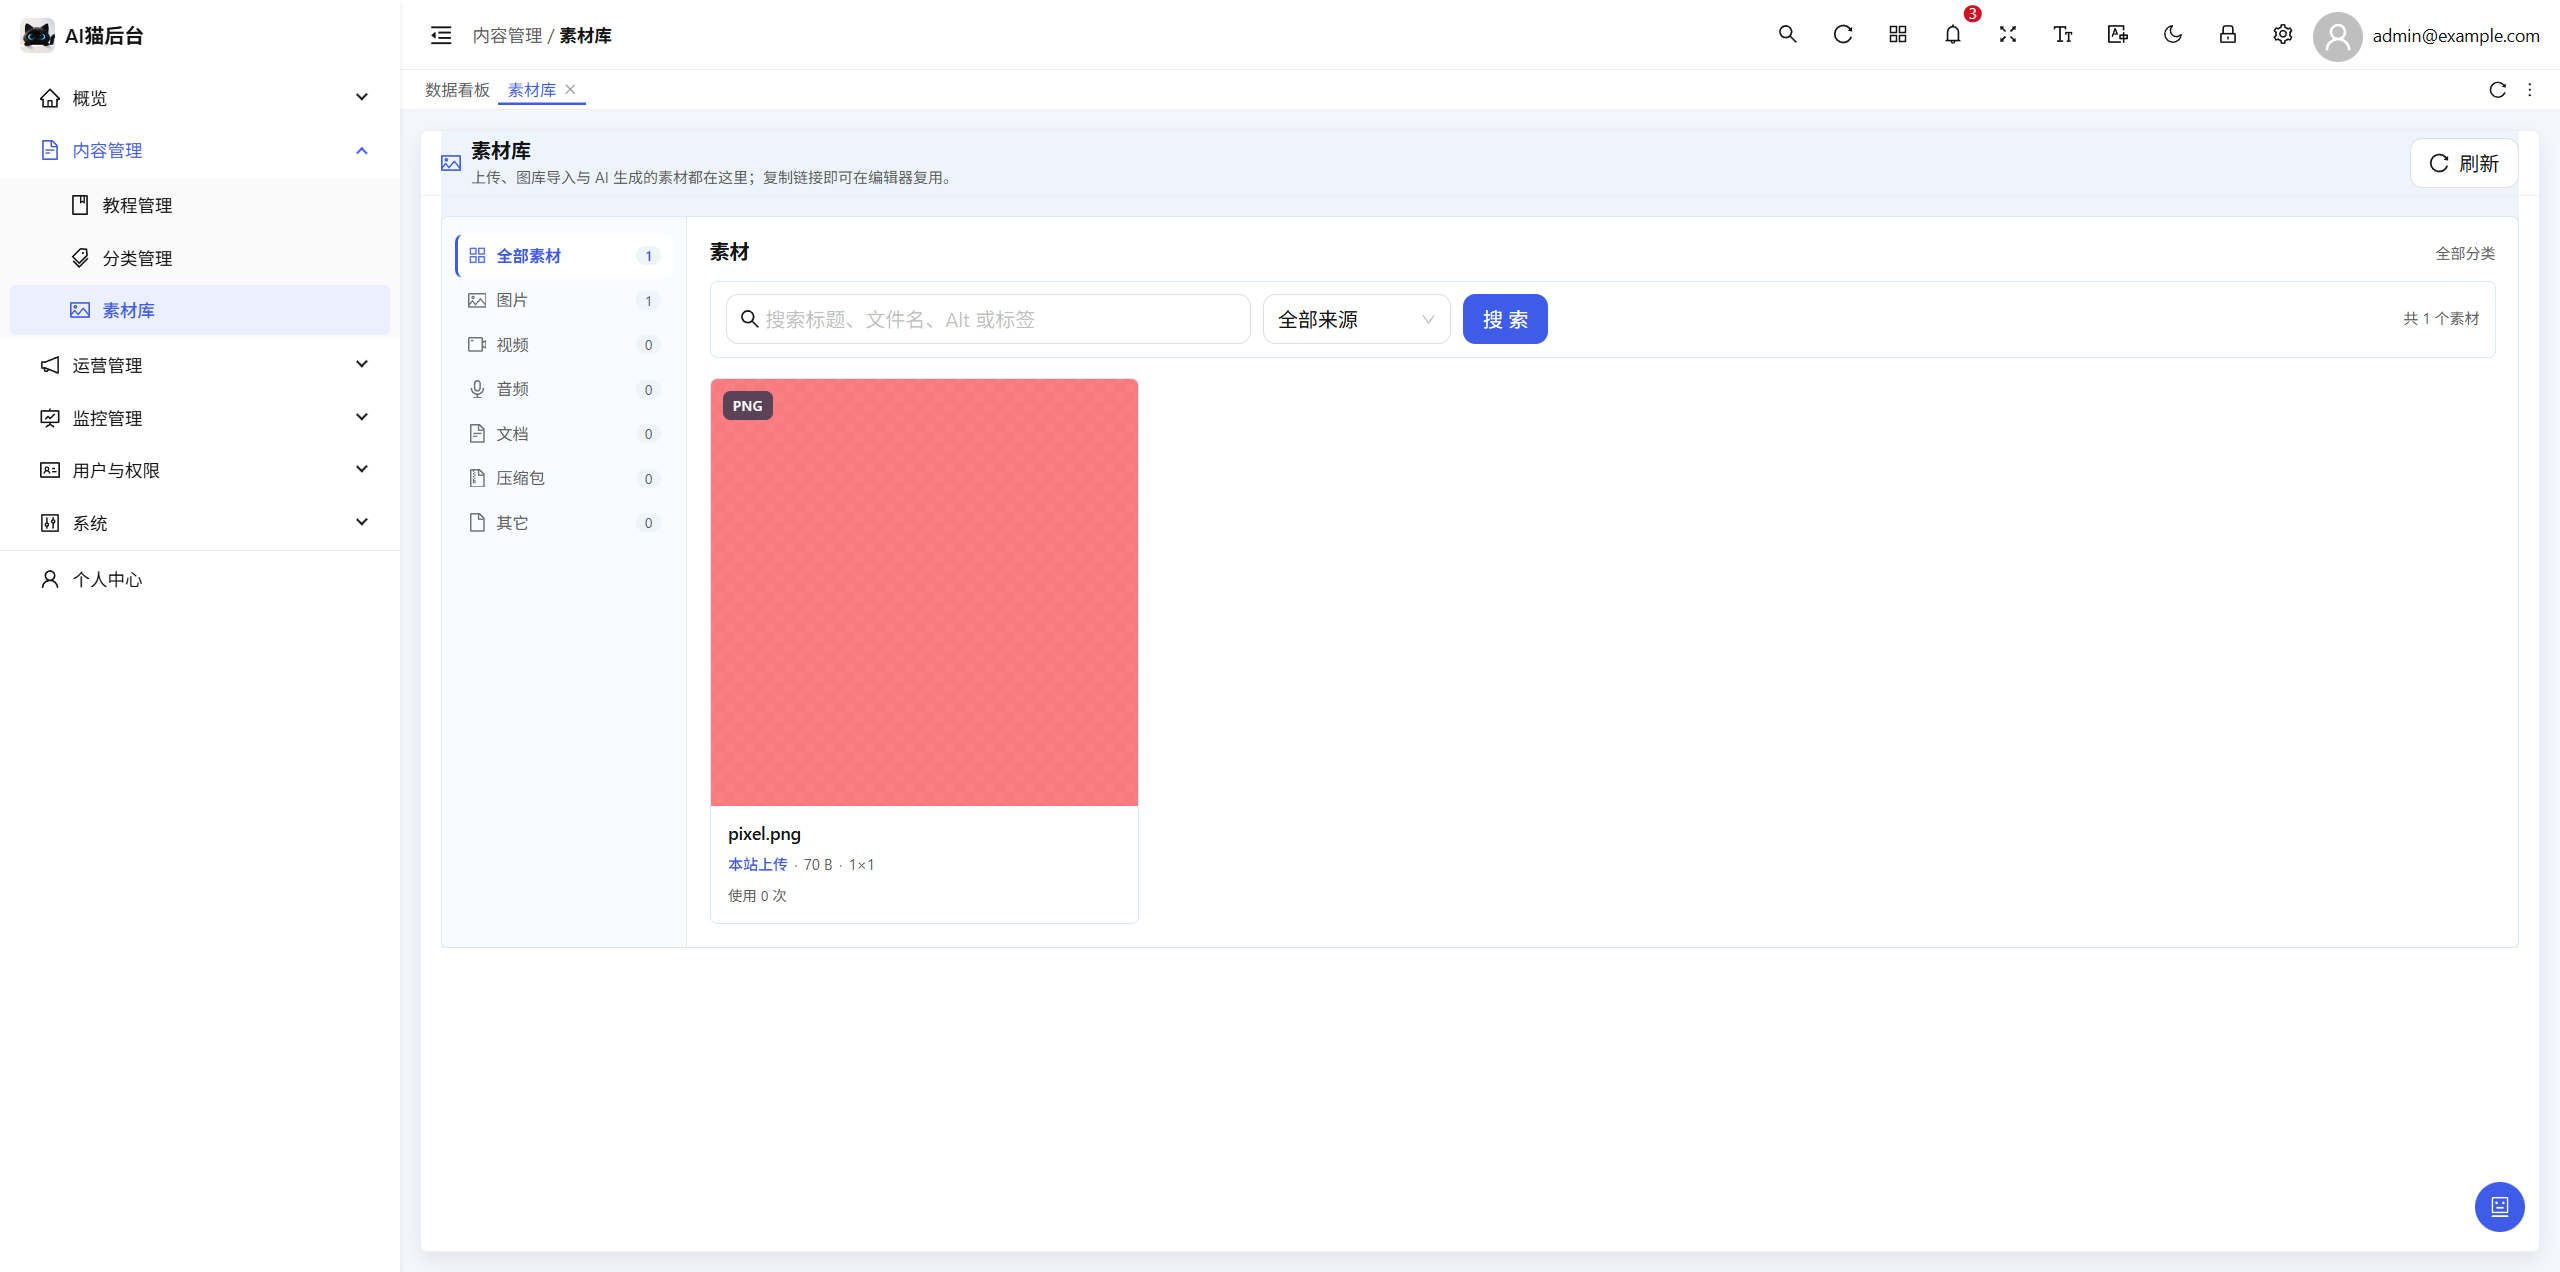 AI猫后台
内容管理 / 素材库
3
admin@example.com
概览
内容管理
教程管理
分类管理
素材库
运营管理
监控管理
用户与权限
系统
个人中心
数据看板
素材库
素材库
上传、图库导入与 AI 生成的素材都在这里；复制链接即可在编辑器复用。
刷新
全部素材 1
图片 1
视频 0
音频 0
文档 0
压缩包 0
其它 0
素材
全部分类
搜索标题、文件名、Alt 或标签
全部来源
搜 索
共 1 个素材
PNG
pixel.png
本站上传 · 70 B · 1×1
使用 0 次